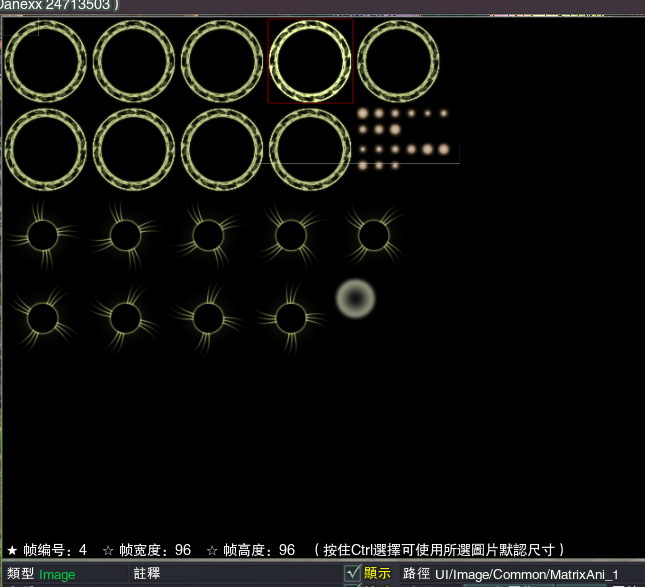 Danexx 24713503 )
★ 帧编号: 4 ☆ 帧宽度: 96 ☆ 帧高度: 96 ( 按住Ctrl選擇可使用所選圖片默認尺寸 )
類型 Image 註釋 顯示 路徑 UI/Image/Common/MatrixAni_1